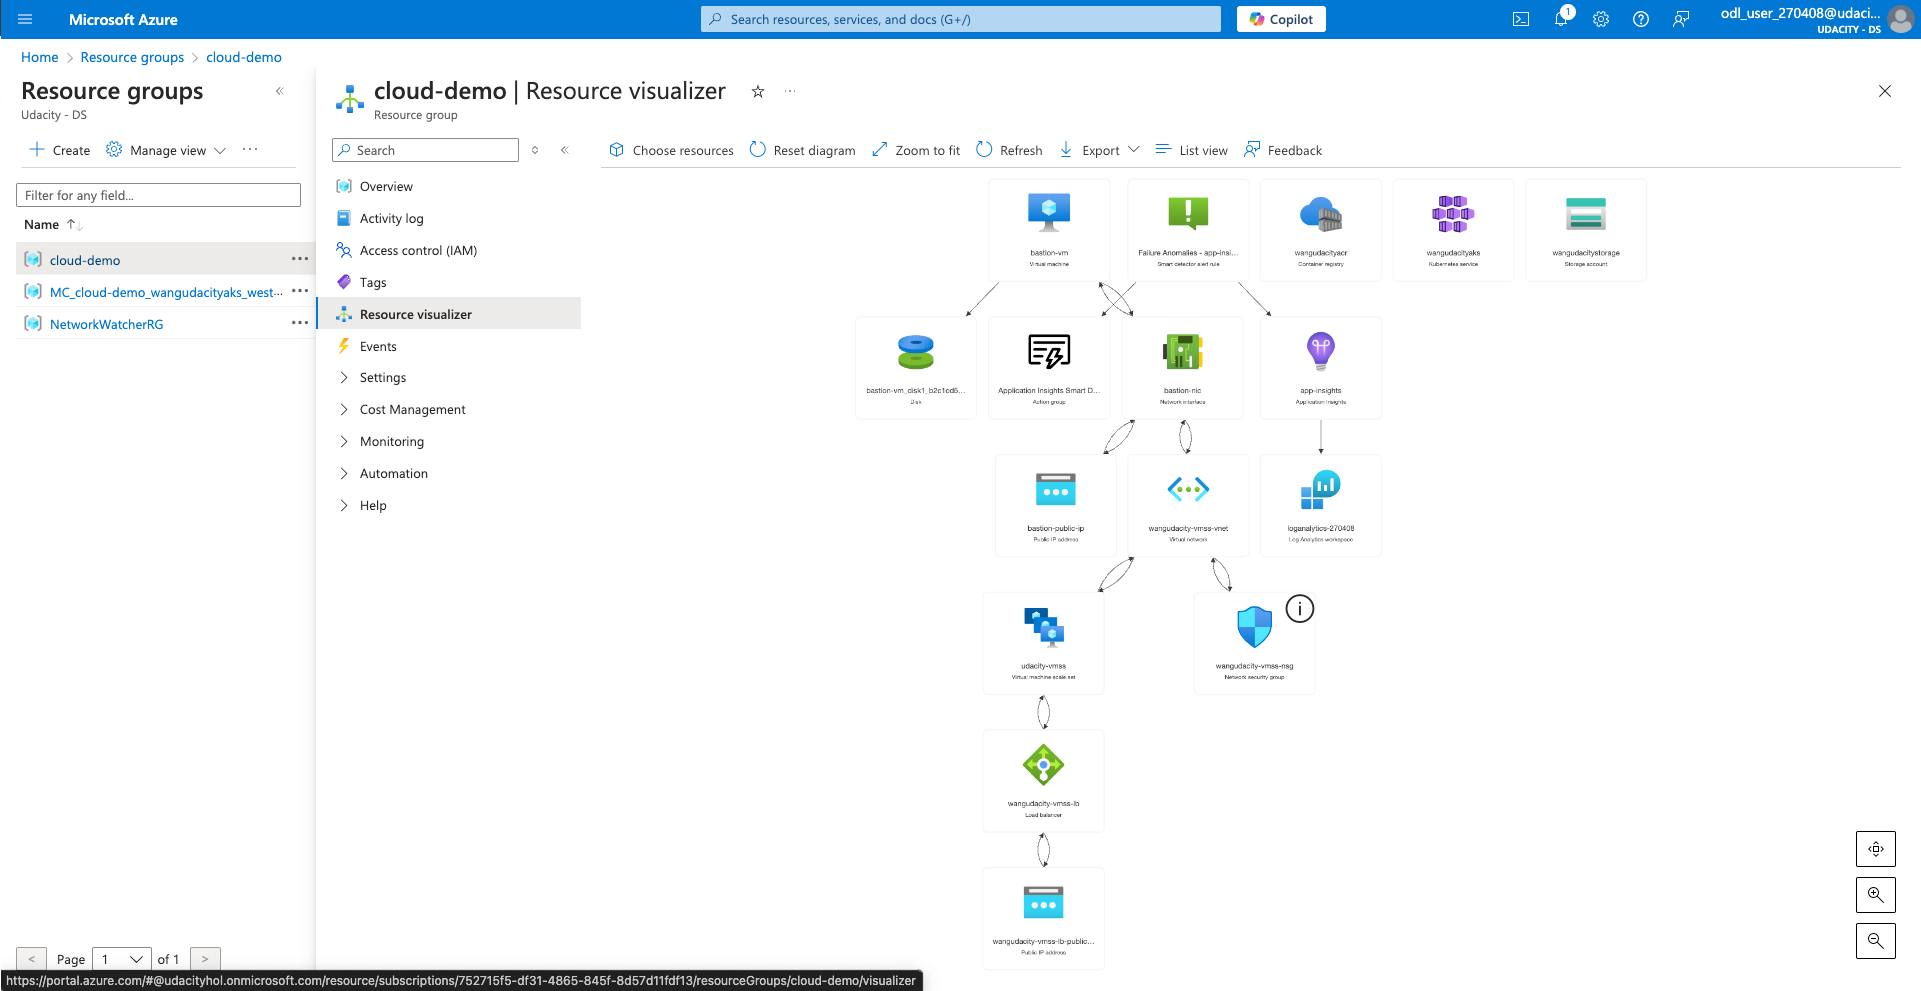 Microsoft Azure
Search resources, services, and docs (G+/)
Copilot
1
odl_user_270408@udaci...
UDACITY - DS
Home > Resource groups > cloud-demo
Resource groups
Udacity - DS
Create
Manage view
Filter for any field...
Name
cloud-demo
MC_cloud-demo_wangudacityaks_west...
NetworkWatcherRG
< Page 1 of 1 >
cloud-demo | Resource visualizer
Resource group
Search
Overview
Activity log
Access control (IAM)
Tags
Resource visualizer
Events
Settings
Cost Management
Monitoring
Automation
Help
Choose resources
Reset diagram
Zoom to fit
Refresh
Export
List view
Feedback
bastion-vm
Virtual machine
Failure Anomalies - app-insi...
Smart detector alert rule
wangudacityacr
Container registry
wangudacityaks
Kubernetes service
wangudacitystorage
Storage account
bastion-vm_disk1_b2c1cd5...
Disk
Application Insights Smart D...
Action group
bastion-nic
Network interface
app-insights
Application Insights
bastion-public-ip
Public IP address
wangudacity-vmss-vnet
Virtual network
loganalytics-270408
Log Analytics workspace
udacity-vmss
Virtual machine scale set
wangudacity-vmss-nsg
Network security group
wangudacity-vmss-lb
Load balancer
wangudacity-vmss-lb-public...
Public IP address
https://portal.azure.com/#@udacityhol.onmicrosoft.com/resource/subscriptions/752715f5-df31-4865-845f-8d57d11fdf13/resourceGroups/cloud-demo/visualizer